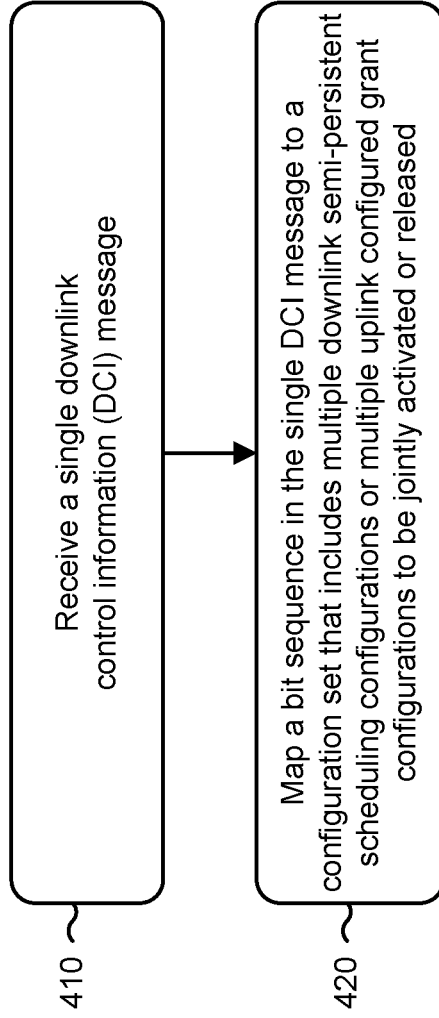 410
Receive a single downlink
control information (DCI) message
420
Map a bit sequence in the single DCI message to a
configuration set that includes multiple downlink semi-persistent
scheduling configurations or multiple uplink configured grant
configurations to be jointly activated or released